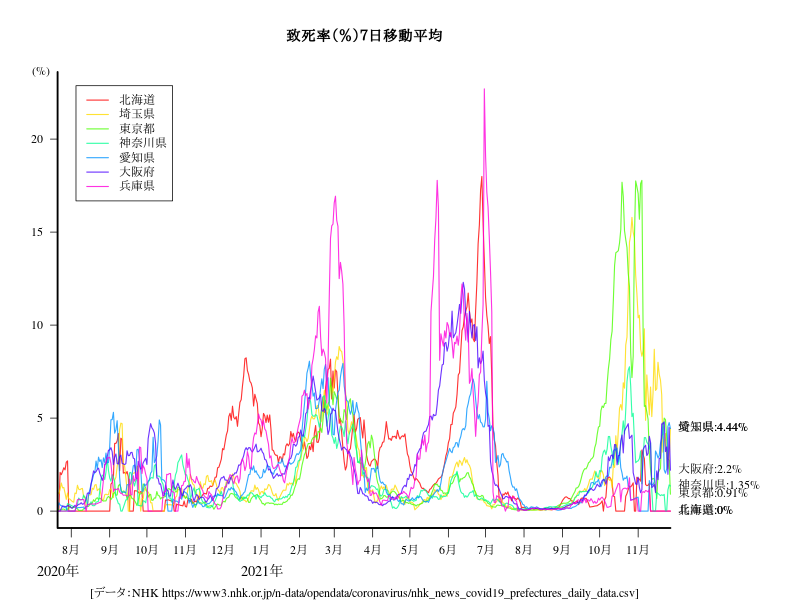 致死率(%)7日移動平均
(%)
20
15
10
5
0
北海道
埼玉県
東京都
神奈川県
愛知県
大阪府
兵庫県
愛知県:4.44%
大阪府:2.2%
神奈川県:1.35%
東京都:0.91%
8月 9月 10月 11月 12月 1月 2月 3月 4月 5月 6月 7月 8月 9月 10月 11月
2020年 2021年
[データ:NHK https://www3.nhk.or.jp/n-data/opendata/coronavirus/nhk_news_covid19_prefectures_daily_data.csv]